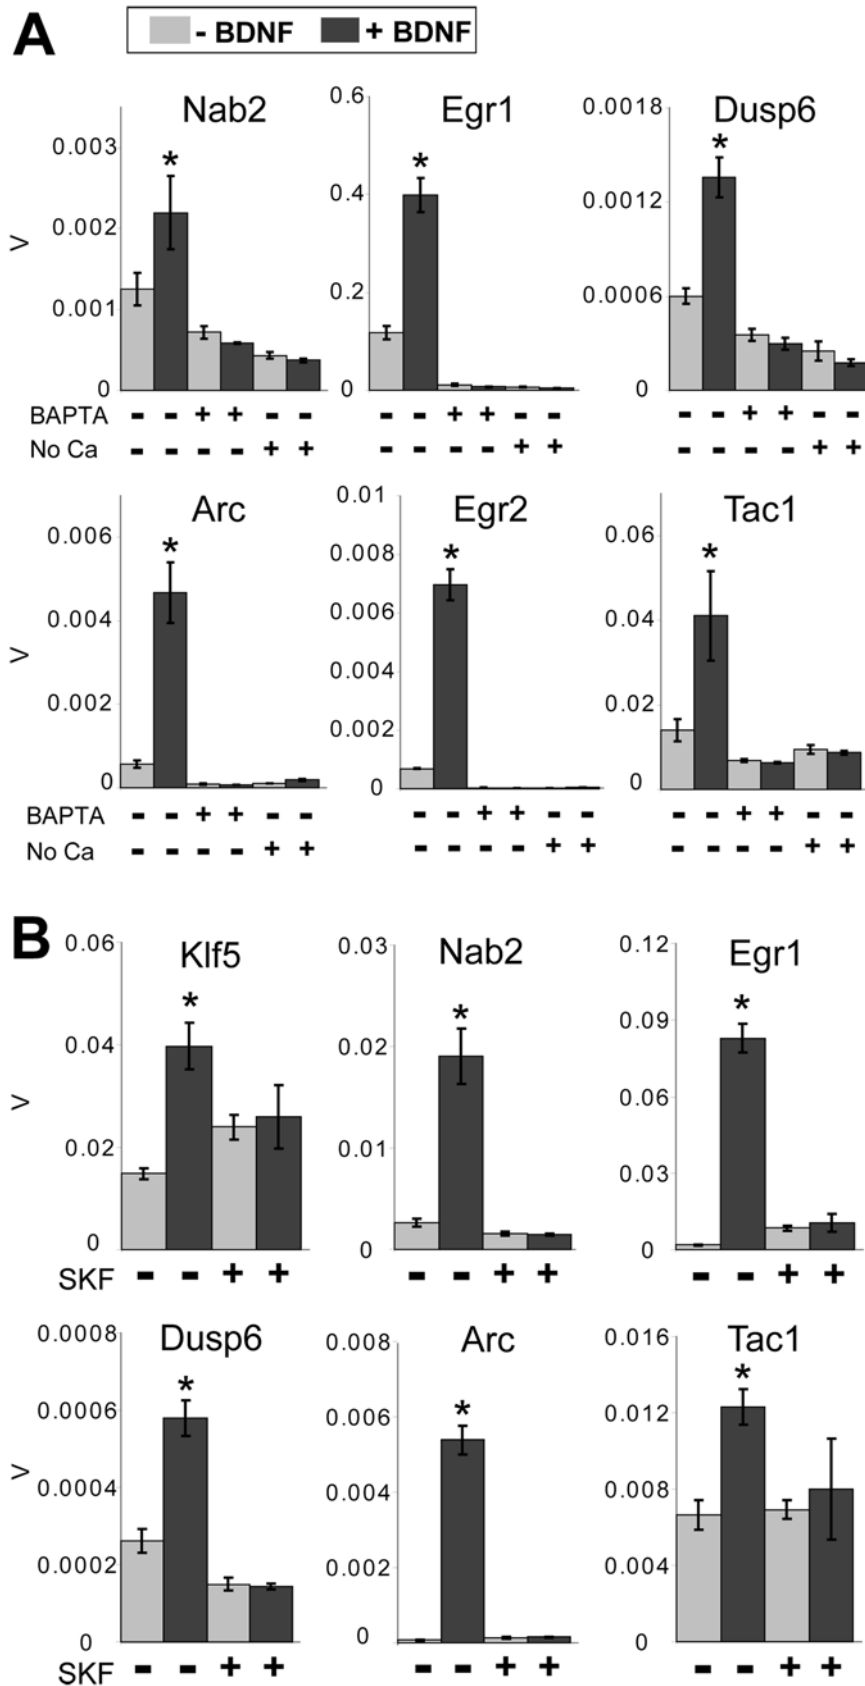 A
- BDNF + BDNF
Nab2 Egr1 Dusp6
0.003 0.6 0.0018
0.002 0.4 0.0012
0.001 0.2 0.0006
0 0 0
V
* * *
BAPTA - - + + - - - - + + - - - - + + - -
No Ca - - - - + + - - - - + + - - - - + +
Arc Egr2 Tac1
0.006 0.01 0.06
0.004 0.008 0.04
0.002 0.006 0.02
0 0.004 0
0.002
0
V
* * *
BAPTA - - + + - - - - + + - - - - + + - -
No Ca - - - - + + - - - - + + - - - - + +
B
Klf5 Nab2 Egr1
0.06 0.03 0.12
0.04 0.02 0.09
0.02 0.01 0.06
0 0 0.03
0
V
* * *
SKF - - + + - - + + - - + +
Dusp6 Arc Tac1
0.0008 0.008 0.016
0.0006 0.006 0.012
0.0004 0.004 0.008
0.0002 0.002 0.004
0 0 0
V
* * *
SKF - - + + - - + + - - + +